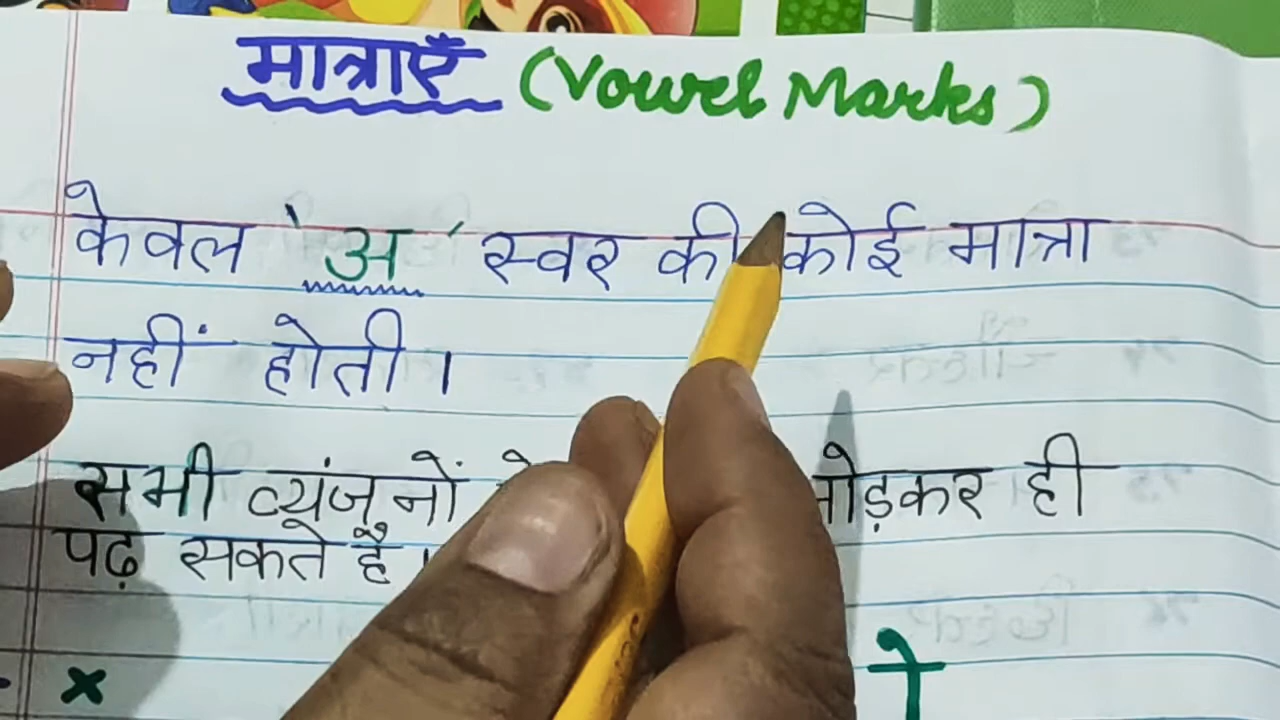 मात्राएँ (Vowel Marks)
केवल 'अ' स्वर की कोई मात्रा
नहीं होती।
सभी व्यंजनों जोड़कर ही
पढ़ सकते है।
x े